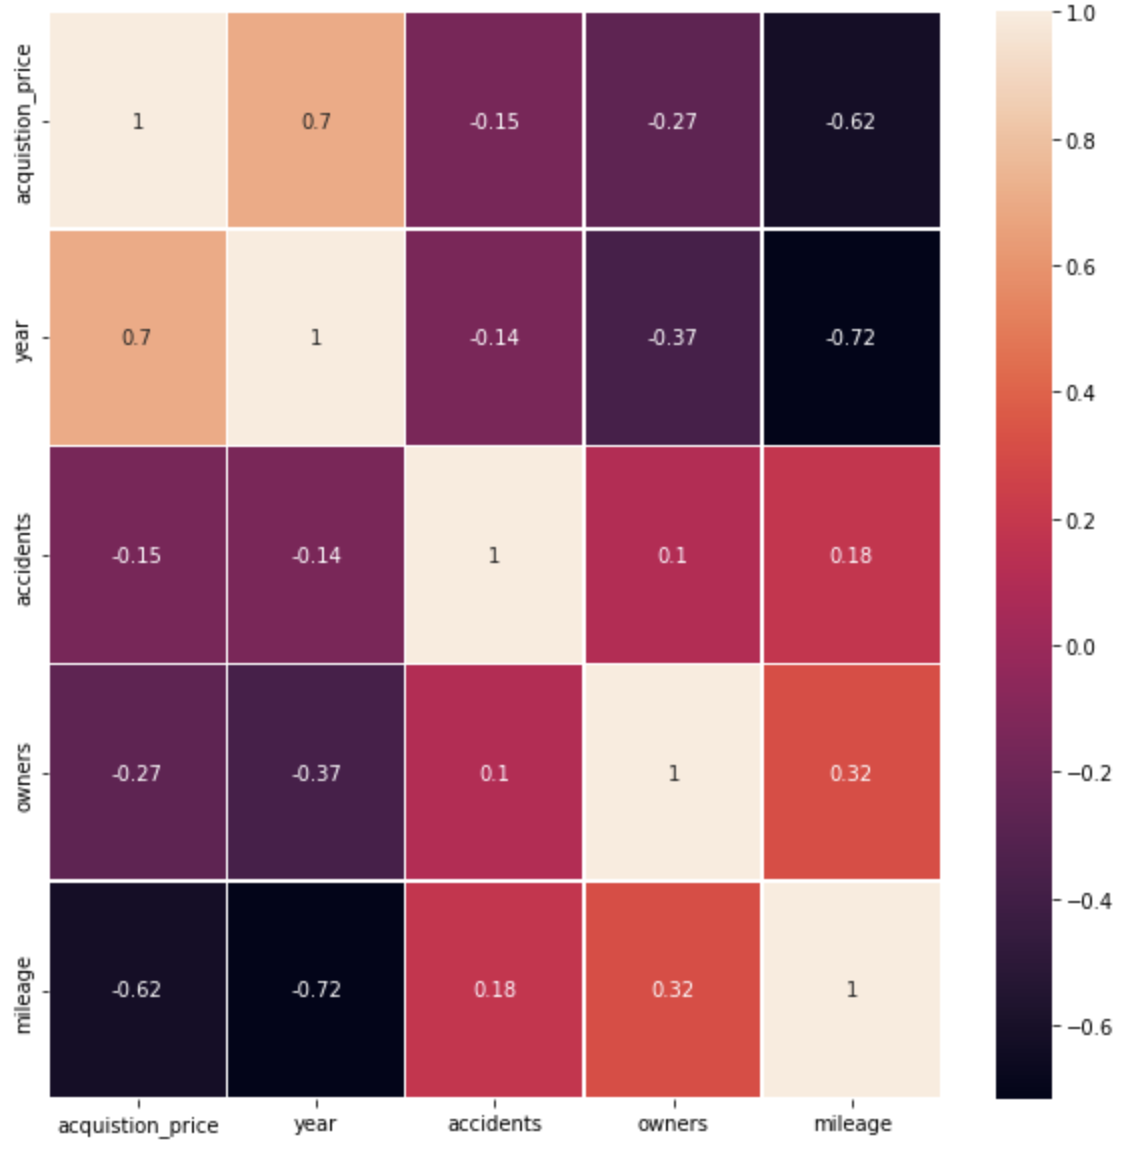 acquistion_price 1 0.7 -0.15 -0.27 -0.62
year 0.7 1 -0.14 -0.37 -0.72
accidents -0.15 -0.14 1 0.1 0.18
owners -0.27 -0.37 0.1 1 0.32
mileage -0.62 -0.72 0.18 0.32 1
acquistion_price year accidents owners mileage
1.0
0.8
0.6
0.4
0.2
0.0
−0.2
−0.4
−0.6